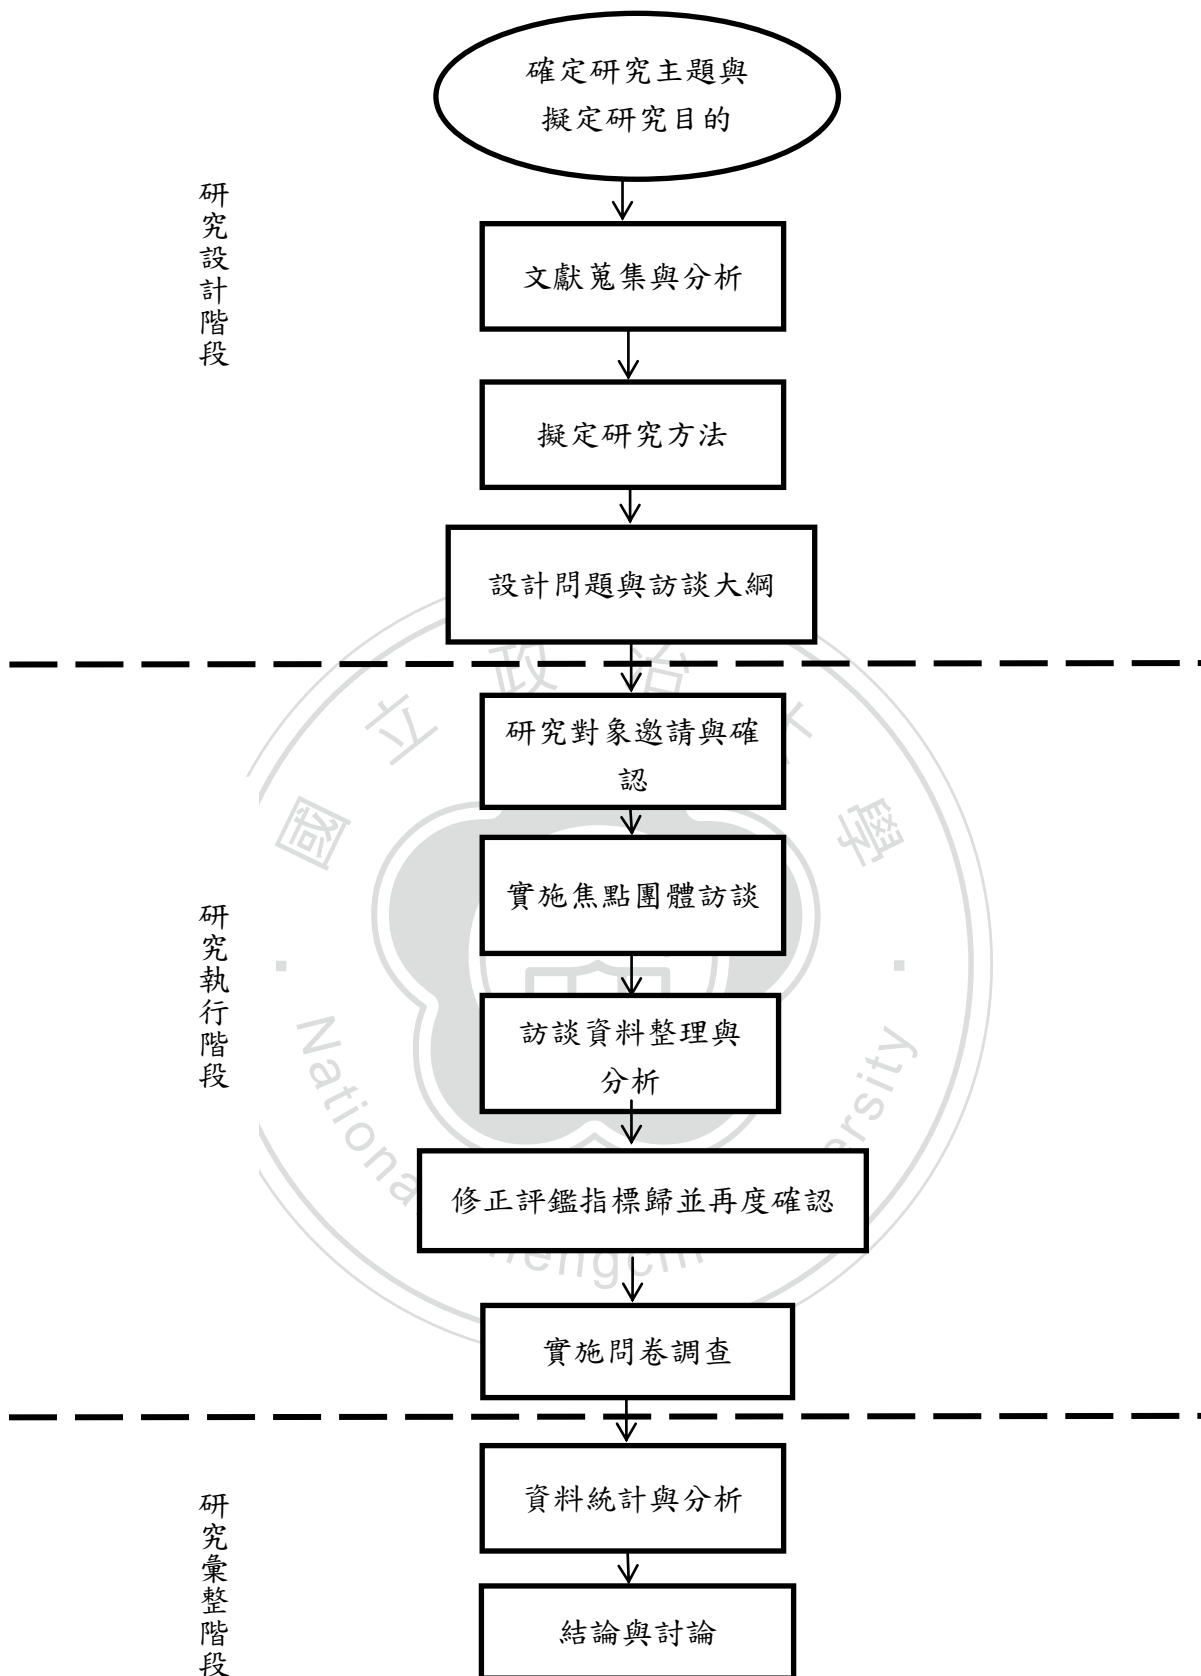 確定研究主題與
擬定研究目的
研究設計階段
文獻蒐集與分析
擬定研究方法
設計問題與訪談大綱
國立政治 學
研究對象邀請與確
認
實施焦點團體訪談
研究執行階段
訪談資料整理與
分析
修正評鑑指標歸並再度確認
實施問卷調查
資料統計與分析
研究彙整階段
結論與討論